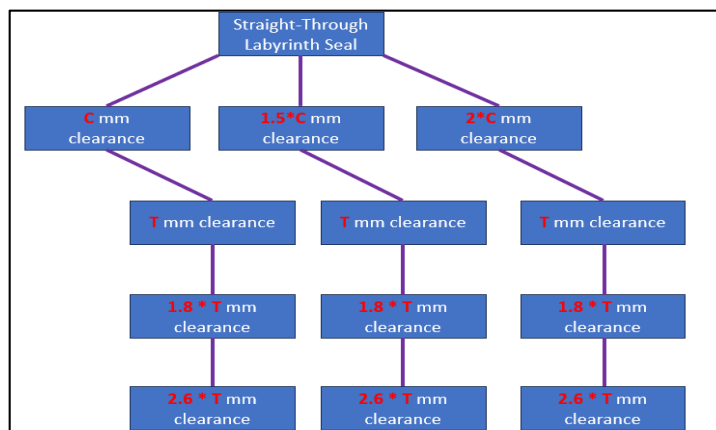 Straight-Through
Labyrinth Seal
C mm
clearance
1.5*C mm
clearance
2*C mm
clearance
T mm clearance
T mm clearance
T mm clearance
1.8 * T mm
clearance
1.8 * T mm
clearance
1.8 * T mm
clearance
2.6 * T mm
clearance
2.6 * T mm
clearance
2.6 * T mm
clearance